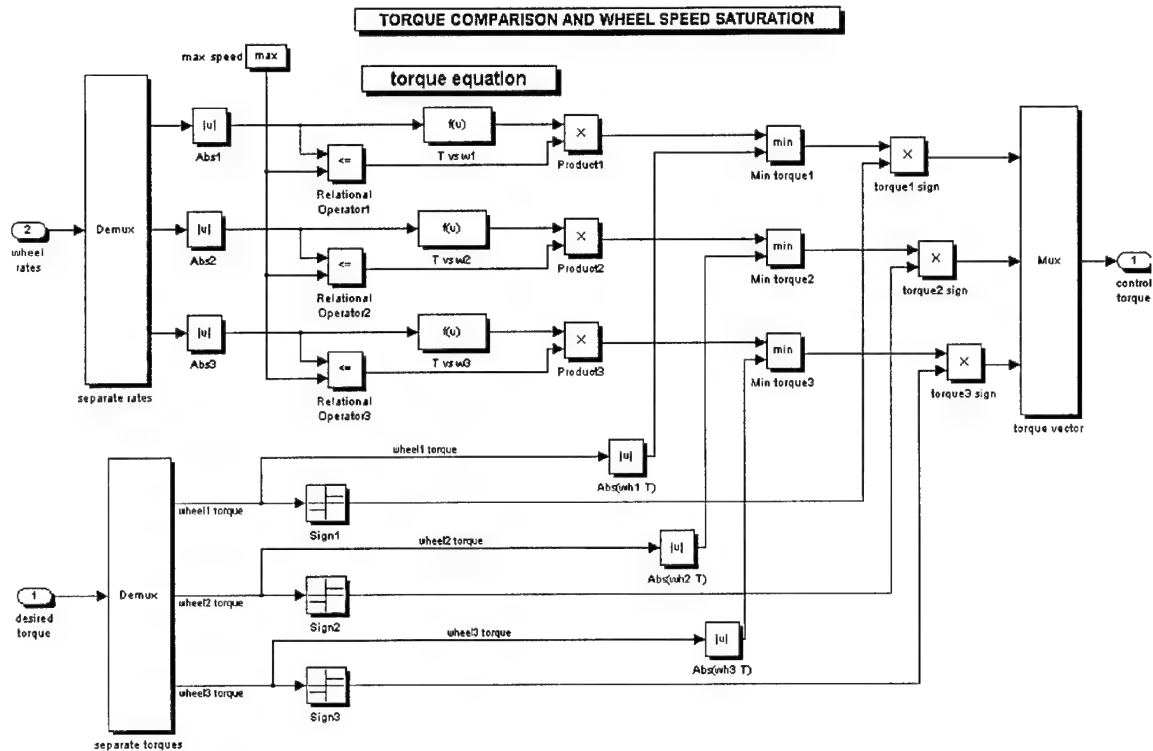 TORQUE COMPARISON AND WHEEL SPEED SATURATION
max speed
max
torque equation
|u|
Abs1
f(u)
T vs w1
×
Product1
<=
Relational
Operator1
min
Min torque1
×
torque1 sign
2
wheel
rates
Demux
separate rates
|u|
Abs2
f(u)
T vs w2
×
Product2
<=
Relational
Operator2
min
Min torque2
×
torque2 sign
Mux
torque vector
1
control
torque
|u|
Abs3
f(u)
T vs w3
×
Product3
<=
Relational
Operator3
min
Min torque3
×
torque3 sign
wheel1 torque
|u|
Abs(wh1 T)
wheel1 torque
Sign1
wheel2 torque
|u|
Abs(wh2 T)
1
desired
torque
Demux
separate torques
wheel2 torque
Sign2
wheel3 torque
|u|
Abs(wh3 T)
wheel3 torque
Sign3